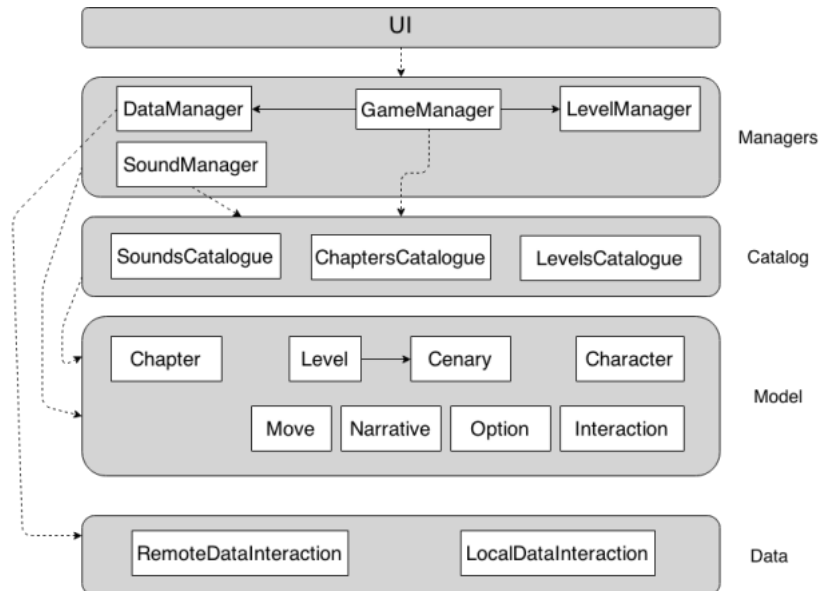 UI
DataManager
GameManager
LevelManager
SoundManager
Managers
SoundsCatalogue
ChaptersCatalogue
LevelsCatalogue
Catalog
Chapter
Level
Cenary
Character
Model
Move
Narrative
Option
Interaction
RemoteDataInteraction
LocalDataInteraction
Data